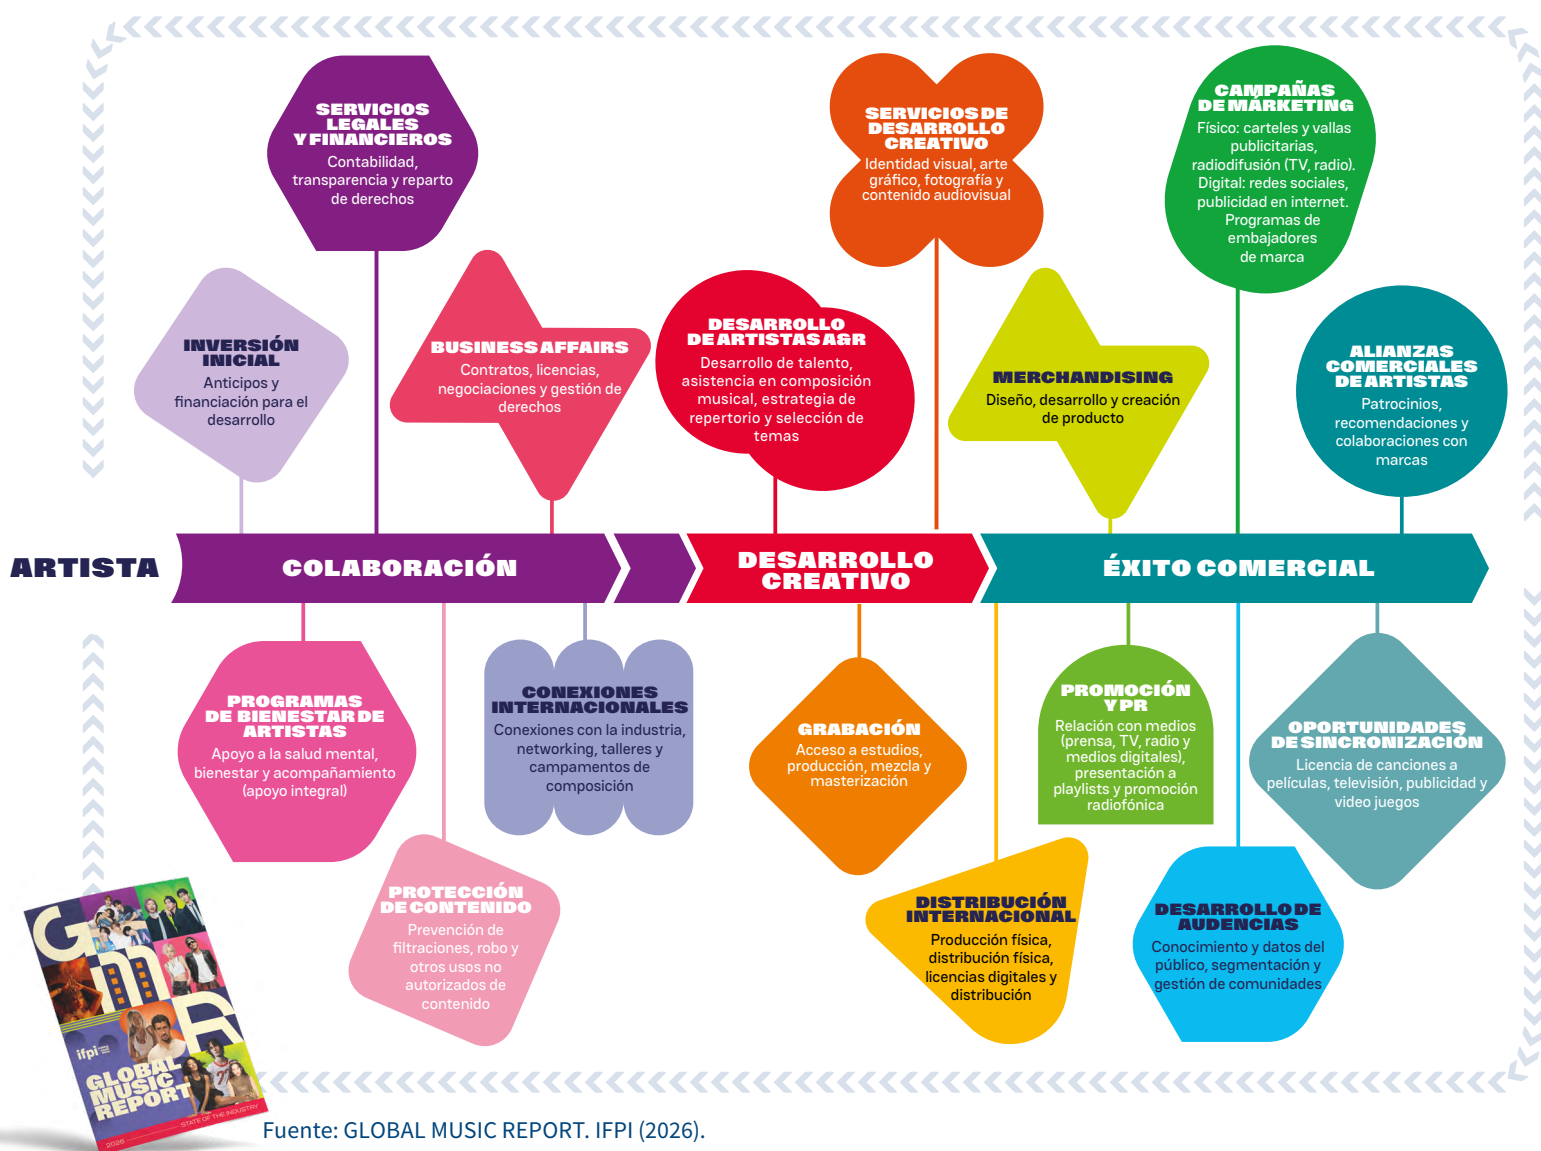 SERVICIOS
LEGALES
Y FINANCIEROS
Contabilidad,
transparencia y reparto
de derechos
SERVICIOS DE
DESARROLLO
CREATIVO
Identidad visual, arte
gráfico, fotografía y
contenido audiovisual
CAMPAÑAS
DE MÁRKETING
Físico: carteles y vallas
publicitarias,
radiodifusión (TV, radio).
Digital: redes sociales,
publicidad en internet.
Programas de
embajadores
de marca
INVERSIÓN
INICIAL
Anticipos y
financiación para el
desarrollo
BUSINESS AFFAIRS
Contratos, licencias,
negociaciones y gestión de
derechos
DESARROLLO
DE ARTISTAS A&R
Desarrollo de talento,
asistencia en composición
musical, estrategia de
repertorio y selección de
temas
MERCHANDISING
Diseño, desarrollo y creación
de producto
ALIANZAS
COMERCIALES
DE ARTISTAS
Patrocinios,
recomendaciones y
colaboraciones con
marcas
ARTISTA
COLABORACIÓN
DESARROLLO
CREATIVO
ÉXITO COMERCIAL
PROGRAMAS
DE BIENESTAR DE
ARTISTAS
Apoyo a la salud mental,
bienestar y acompañamiento
(apoyo integral)
CONEXIONES
INTERNACIONALES
Conexiones con la industria,
networking, talleres y
campamentos de
composición
GRABACIÓN
Acceso a estudios,
producción, mezcla y
masterización
PROMOCIÓN
Y PR
Relación con medios
(prensa, TV, radio y
medios digitales),
presentación a
playlists y promoción
radiofónica
OPORTUNIDADES
DE SINCRONIZACIÓN
Licencia de canciones a
películas, televisión, publicidad y
video juegos
PROTECCIÓN
DE CONTENIDO
Prevención de
filtraciones, robo y
otros usos no
autorizados de
contenido
DISTRIBUCIÓN
INTERNACIONAL
Producción física,
distribución física,
licencias digitales y
distribución
DESARROLLO DE
AUDENCIAS
Conocimiento y datos del
público, segmentación y
gestión de comunidades
GMR
ifpi
GLOBAL
MUSIC
REPORT
2026
STATE OF THE INDUSTRY
Fuente: GLOBAL MUSIC REPORT. IFPI (2026).